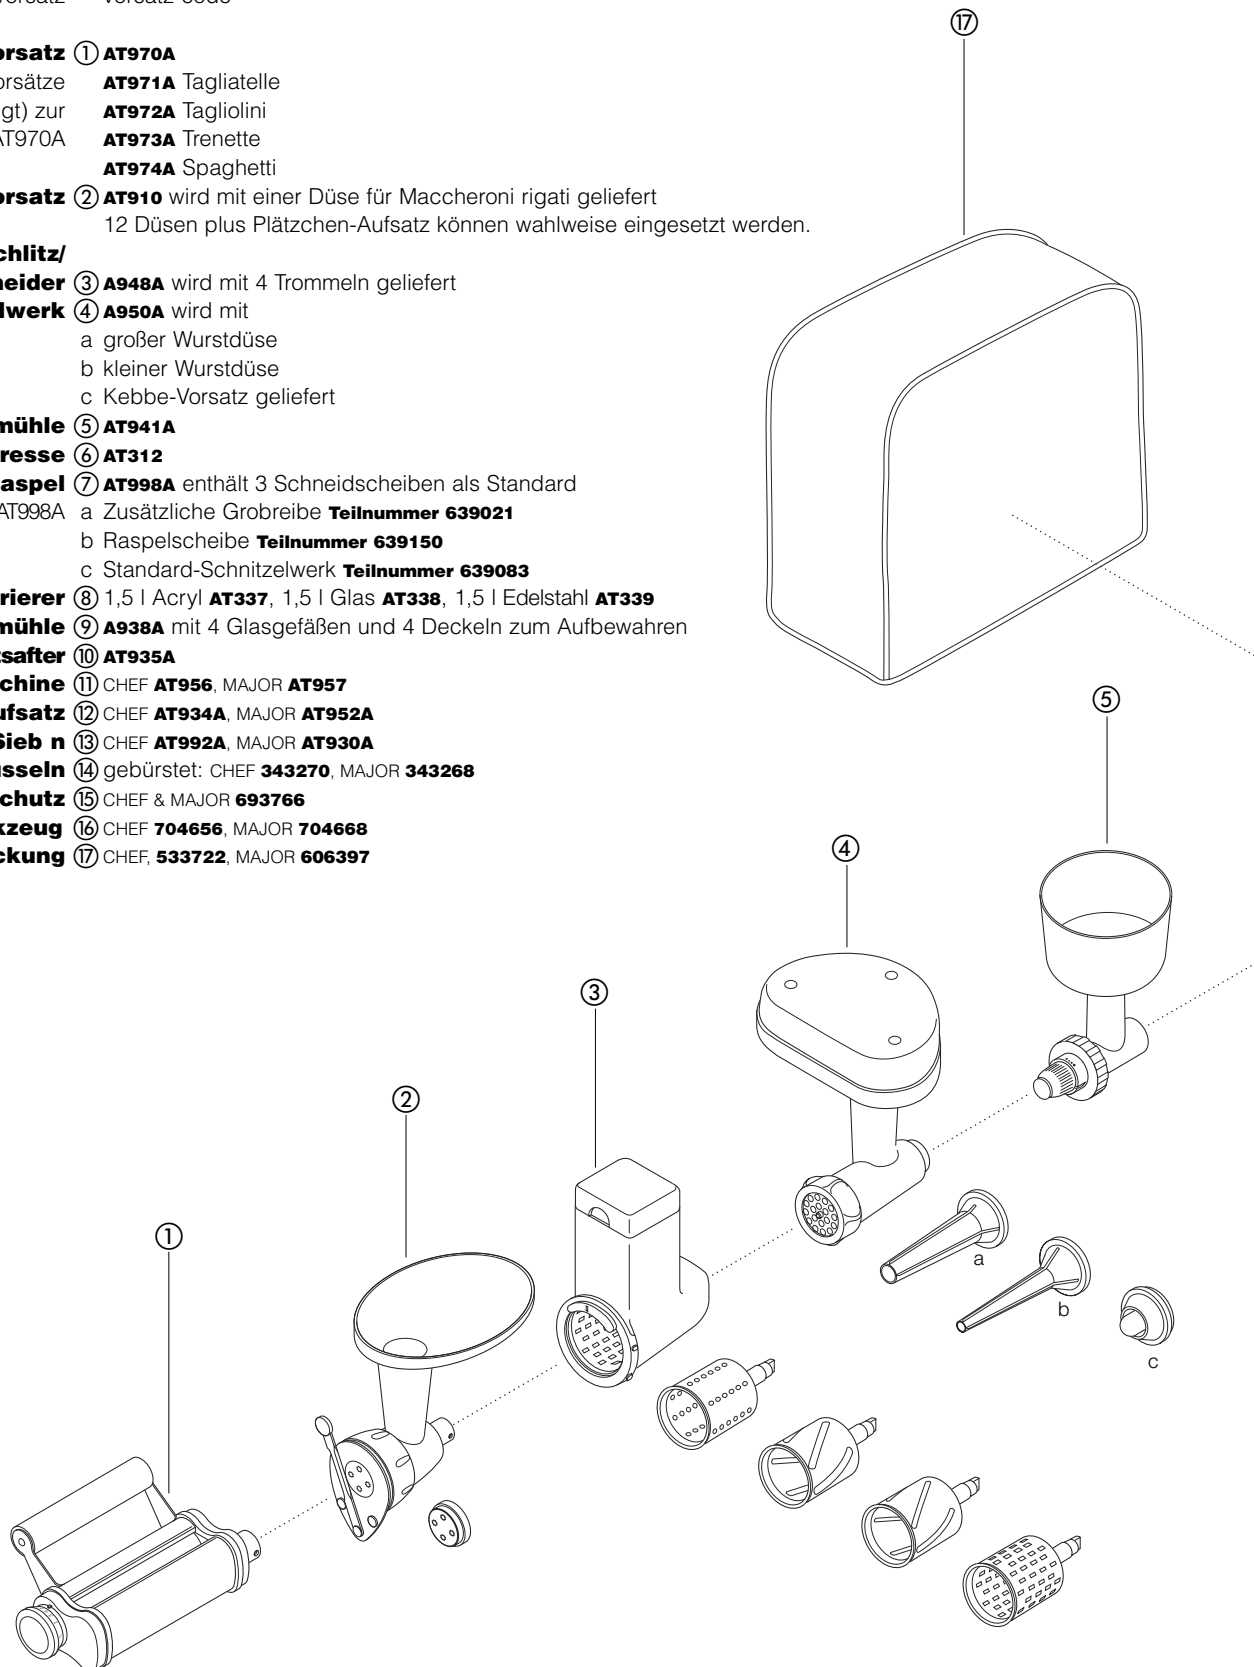 vorsatz code
orsatz ① AT970A
orsätze AT971A Tagliatelle
gt) zur AT972A Tagliolini
AT970A AT973A Trenette
AT974A Spaghetti
orsatz ② AT910 wird mit einer Düse für Maccheroni rigati geliefert
12 Düsen plus Plätzchen-Aufsatz können wahlweise eingesetzt werden.
chlitz/
neider ③ A948A wird mit 4 Trommeln geliefert
lwerk ④ A950A wird mit
a großer Wurstdüse
b kleiner Wurstdüse
c Kebbe-Vorsatz geliefert
mühle ⑤ AT941A
resse ⑥ AT312
aspel ⑦ AT998A enthält 3 Schneidscheiben als Standard
AT998A a Zusätzliche Grobreibe Teilnummer 639021
b Raspelscheibe Teilnummer 639150
c Standard-Schnitzelwerk Teilnummer 639083
rierer ⑧ 1,5 l Acryl AT337, 1,5 l Glas AT338, 1,5 l Edelstahl AT339
mühle ⑨ A938A mit 4 Glasgefäßen und 4 Deckeln zum Aufbewahren
tsafter ⑩ AT935A
chine ⑪ CHEF AT956, MAJOR AT957
ufsatz ⑫ CHEF AT934A, MAJOR AT952A
Sieb n ⑬ CHEF AT992A, MAJOR AT930A
üsseln ⑭ gebürstet: CHEF 343270, MAJOR 343268
chutz ⑮ CHEF & MAJOR 693766
kzeug ⑯ CHEF 704656, MAJOR 704668
ckung ⑰ CHEF, 533722, MAJOR 606397
⑰
⑤
④
③
②
①
a
b
c